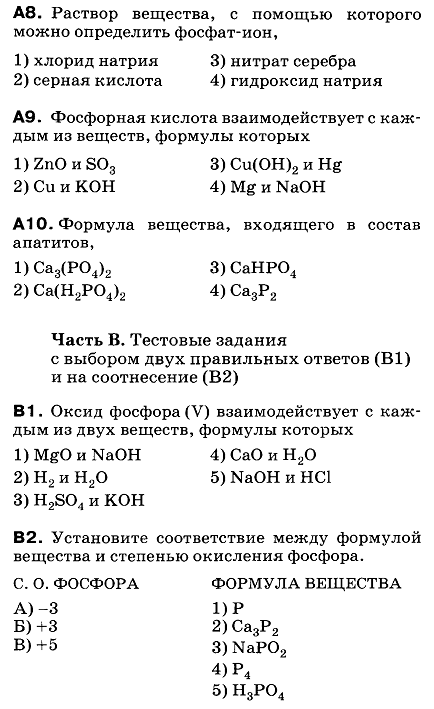 А8. Раствор вещества, с помощью которого
можно определить фосфат-ион,
1) хлорид натрия 3) нитрат серебра
2) серная кислота 4) гидроксид натрия
А9. Фосфорная кислота взаимодействует с каж-
дым из веществ, формулы которых
1) ZnO и SO₃ 3) Cu(OH)₂ и Hg
2) Cu и KOH 4) Mg и NaOH
А10. Формула вещества, входящего в состав
апатитов,
1) Ca₃(PO₄)₂ 3) CaHPO₄
2) Ca(H₂PO₄)₂ 4) Ca₃P₂
Часть В. Тестовые задания
с выбором двух правильных ответов (В1)
и на соотнесение (В2)
В1. Оксид фосфора (V) взаимодействует с каж-
дым из двух веществ, формулы которых
1) MgO и NaOH 4) CaO и H₂O
2) H₂ и H₂O 5) NaOH и HCl
3) H₂SO₄ и KOH
В2. Установите соответствие между формулой
вещества и степенью окисления фосфора.
С. О. ФОСФОРА ФОРМУЛА ВЕЩЕСТВА
А) –3 1) P
Б) +3 2) Ca₃P₂
В) +5 3) NaPO₂
4) P₄
5) H₃PO₄